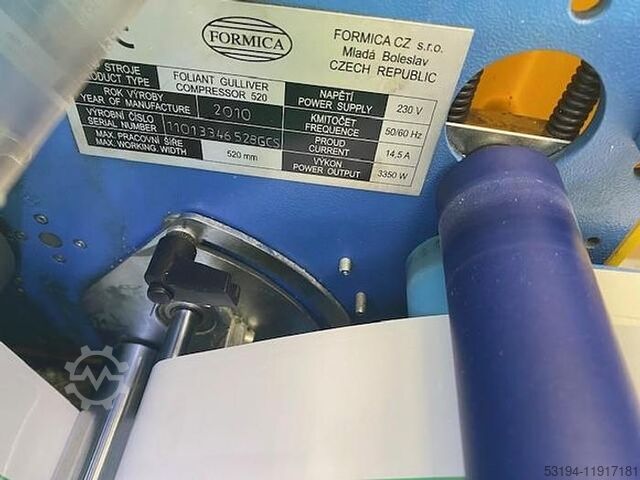 FORMICA
FORMICA CZ s.r.o.
Mladá Boleslav
CZECH REPUBLIC
STROJE
PRODUCT TYPE
FOLIANT GULLIVER
COMPRESSOR 520
ROK VÝROBY
YEAR OF MANUFACTURE
2010
VÝROBNÍ ČÍSLO
SERIAL NUMBER
11013346528GCS
MAX. PRACOVNÍ ŠÍŘE
MAX. WORKING. WIDTH
520 mm
NAPĚTÍ
POWER SUPPLY
230 V
KMITOČET
FREQUENCY
50/60 Hz
PROUD
CURRENT
14,5 A
VÝKON
POWER OUTPUT
3350 W
53194-11917181